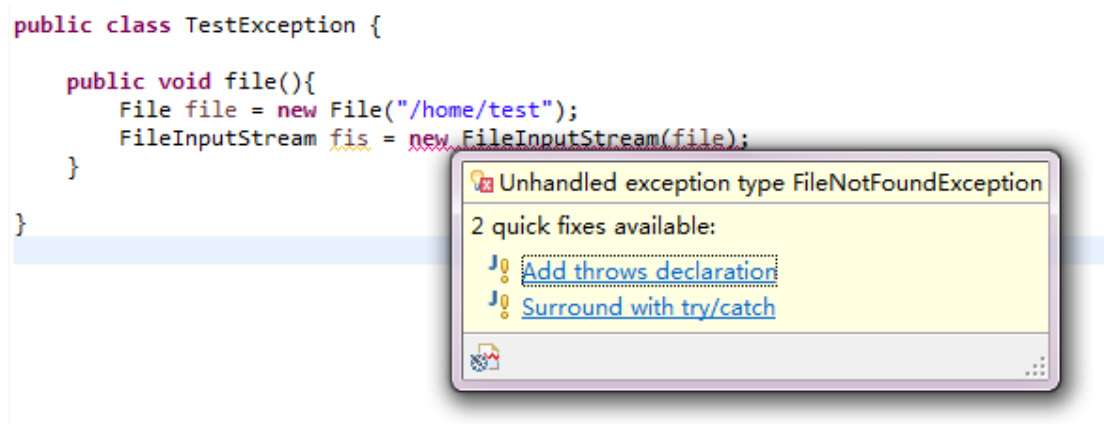 public class TestException {
public void file(){
File file = new File("/home/test");
FileInputStream fis = new FileInputStream(file);
}
}
Unhandled exception type FileNotFoundException
2 quick fixes available:
Add throws declaration
Surround with try/catch